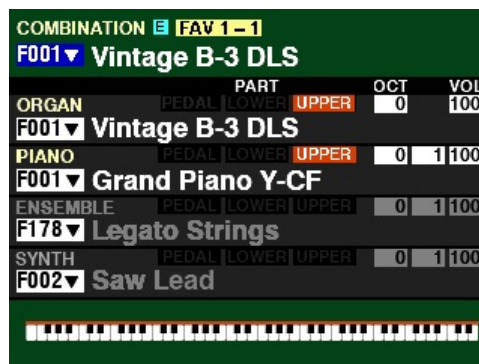 COMBINATION E FAV 1 – 1
F001▼ Vintage B-3 DLS
PART OCT VOL
ORGAN PEDAL LOWER UPPER 0 100
F001▼ Vintage B-3 DLS
PIANO PEDAL LOWER UPPER 0 1 100
F001▼ Grand Piano Y-CF
ENSEMBLE PEDAL LOWER UPPER 0 1 100
F178▼ Legato Strings
SYNTH PEDAL LOWER UPPER 0 1 100
F002▼ Saw Lead